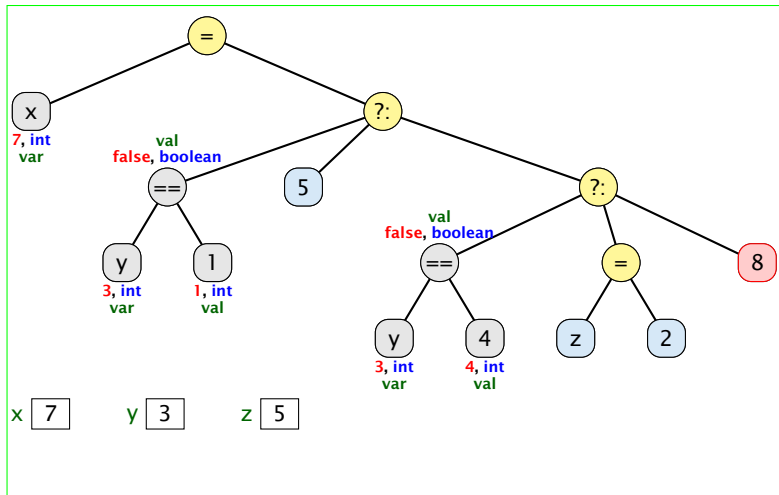 =
x
7, int
var
?:
val
false, boolean
==
5
?:
y
3, int
var
1
1, int
val
val
false, boolean
==
=
8
y
3, int
var
4
4, int
val
z
2
x 7
y 3
z 5